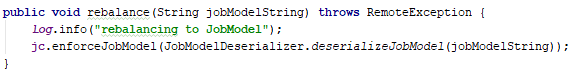 public void rebalance(String jobModelString) throws RemoteException {
    log.info("rebalancing to JobModel");
    jc.enforceJobModel(JobModelDeserializer.deserializeJobModel(jobModelString));
}